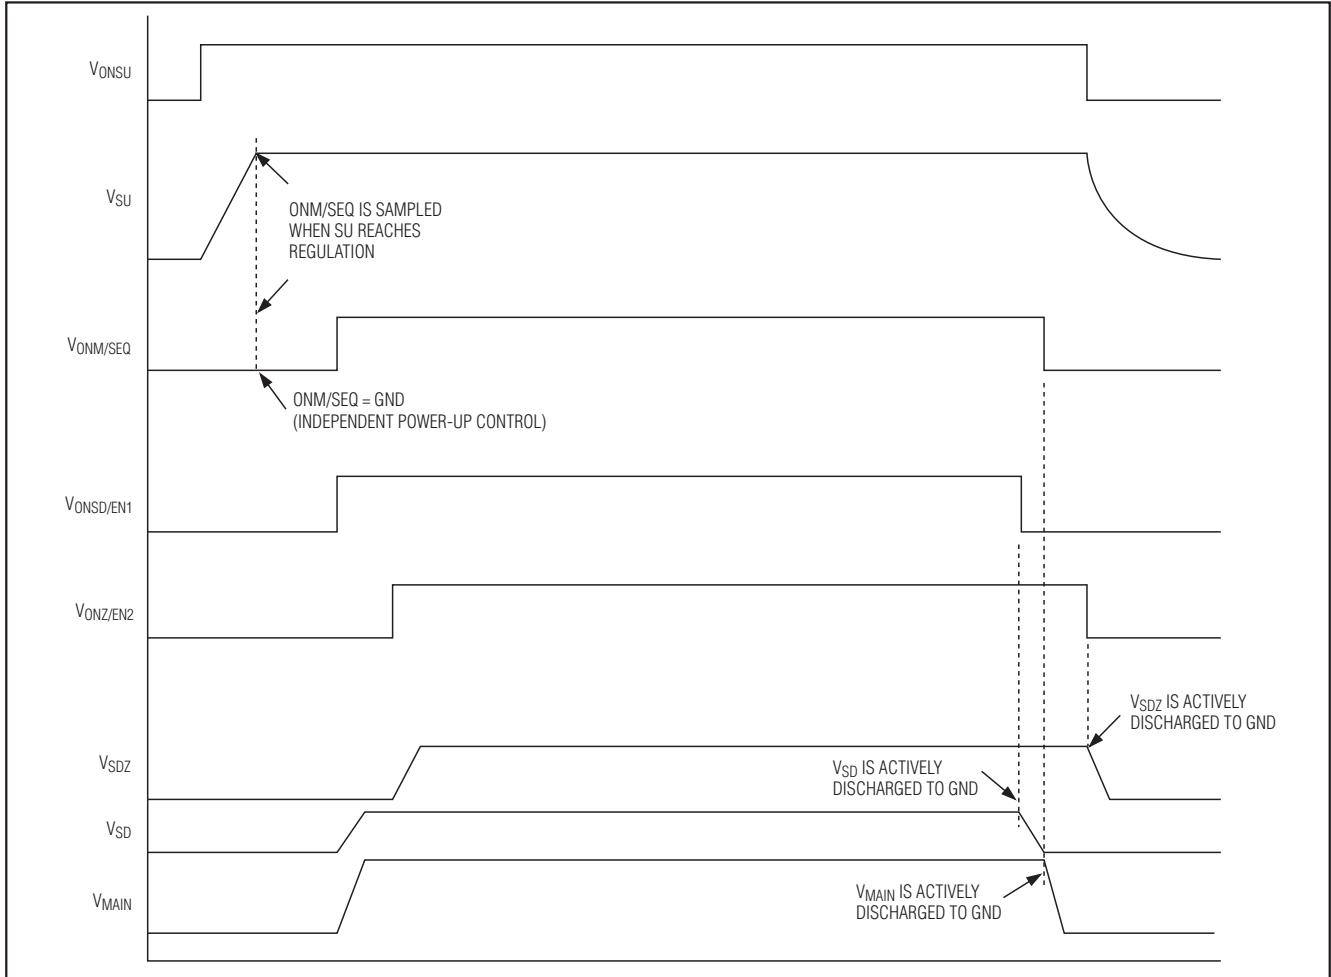 VONSU
VSU
ONM/SEQ IS SAMPLED
WHEN SU REACHES
REGULATION
VONM/SEQ
ONM/SEQ = GND
(INDEPENDENT POWER-UP CONTROL)
VONSD/EN1
VONZ/EN2
VSDZ IS ACTIVELY
DISCHARGED TO GND
VSDZ
VSD IS ACTIVELY
DISCHARGED TO GND
VSD
VMAIN IS ACTIVELY
DISCHARGED TO GND
VMAIN